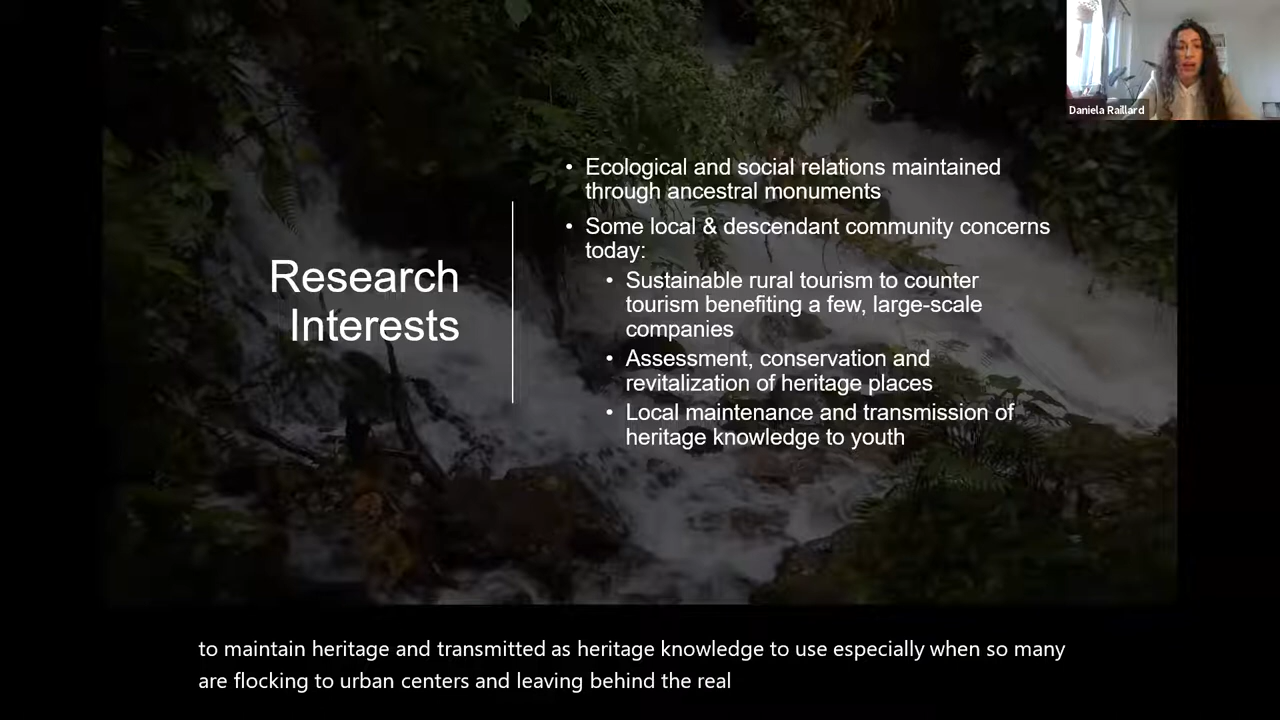 Daniela Raillard
Research
Interests
• Ecological and social relations maintained
through ancestral monuments
• Some local & descendant community concerns
today:
• Sustainable rural tourism to counter
tourism benefiting a few, large-scale
companies
• Assessment, conservation and
revitalization of heritage places
• Local maintenance and transmission of
heritage knowledge to youth
to maintain heritage and transmitted as heritage knowledge to use especially when so many
are flocking to urban centers and leaving behind the real